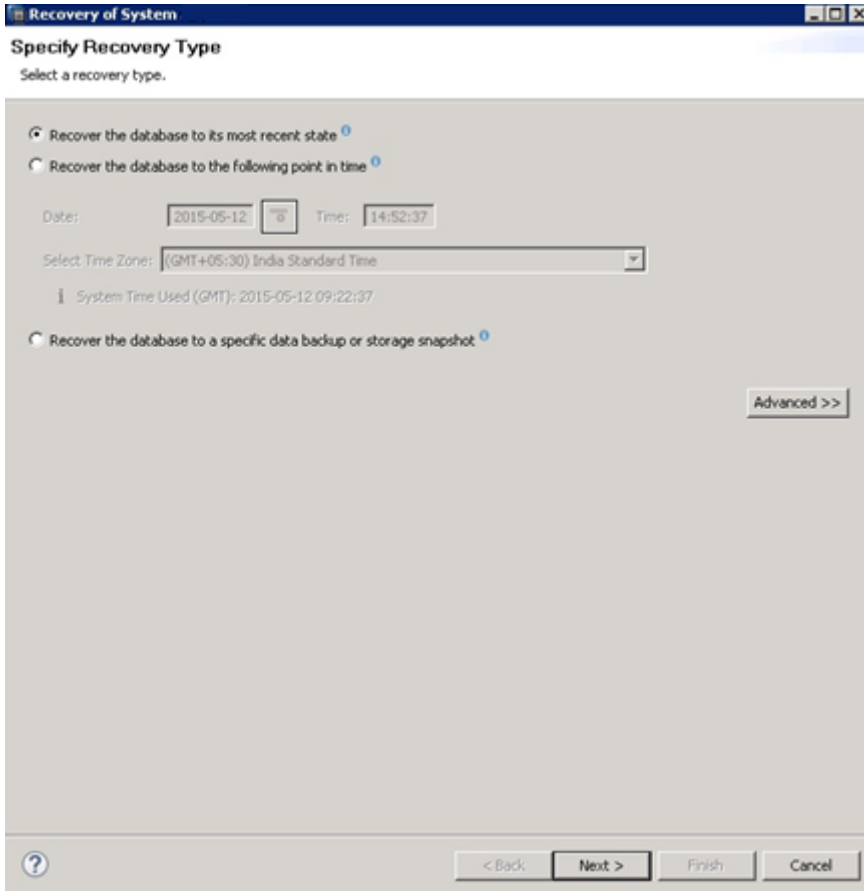 Recovery of System
Specify Recovery Type
Select a recovery type.
Recover the database to its most recent state
Recover the database to the following point in time
Date: 2015-05-12 Time: 14:52:37
Select Time Zone: (GMT+05:30) India Standard Time
System Time Used (GMT): 2015-05-12 09:22:37
Recover the database to a specific data backup or storage snapshot
Advanced >>
< Back Next > Finish Cancel